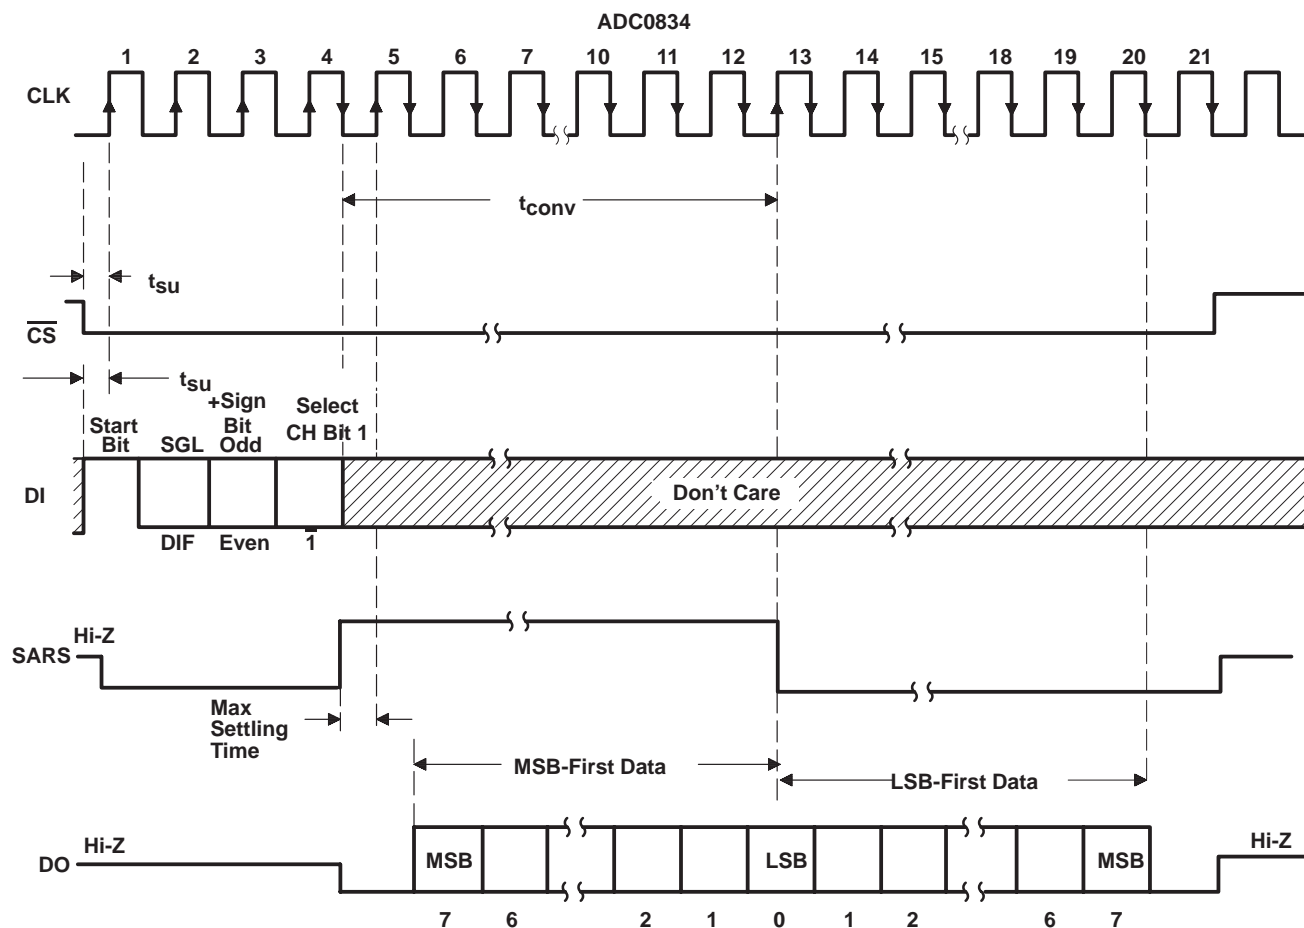 ADC0834
1 2 3 4 5 6 7 10 11 12 13 14 15 18 19 20 21
CLK
tconv
tsu
CS
tsu
+Sign
Bit
Odd
Select
CH Bit 1
Start
Bit
SGL
DI
Don't Care
DIF Even 1
Hi-Z
SARS
Max
Settling
Time
MSB-First Data
LSB-First Data
Hi-Z
Hi-Z
DO
MSB LSB MSB
7 6 2 1 0 1 2 6 7